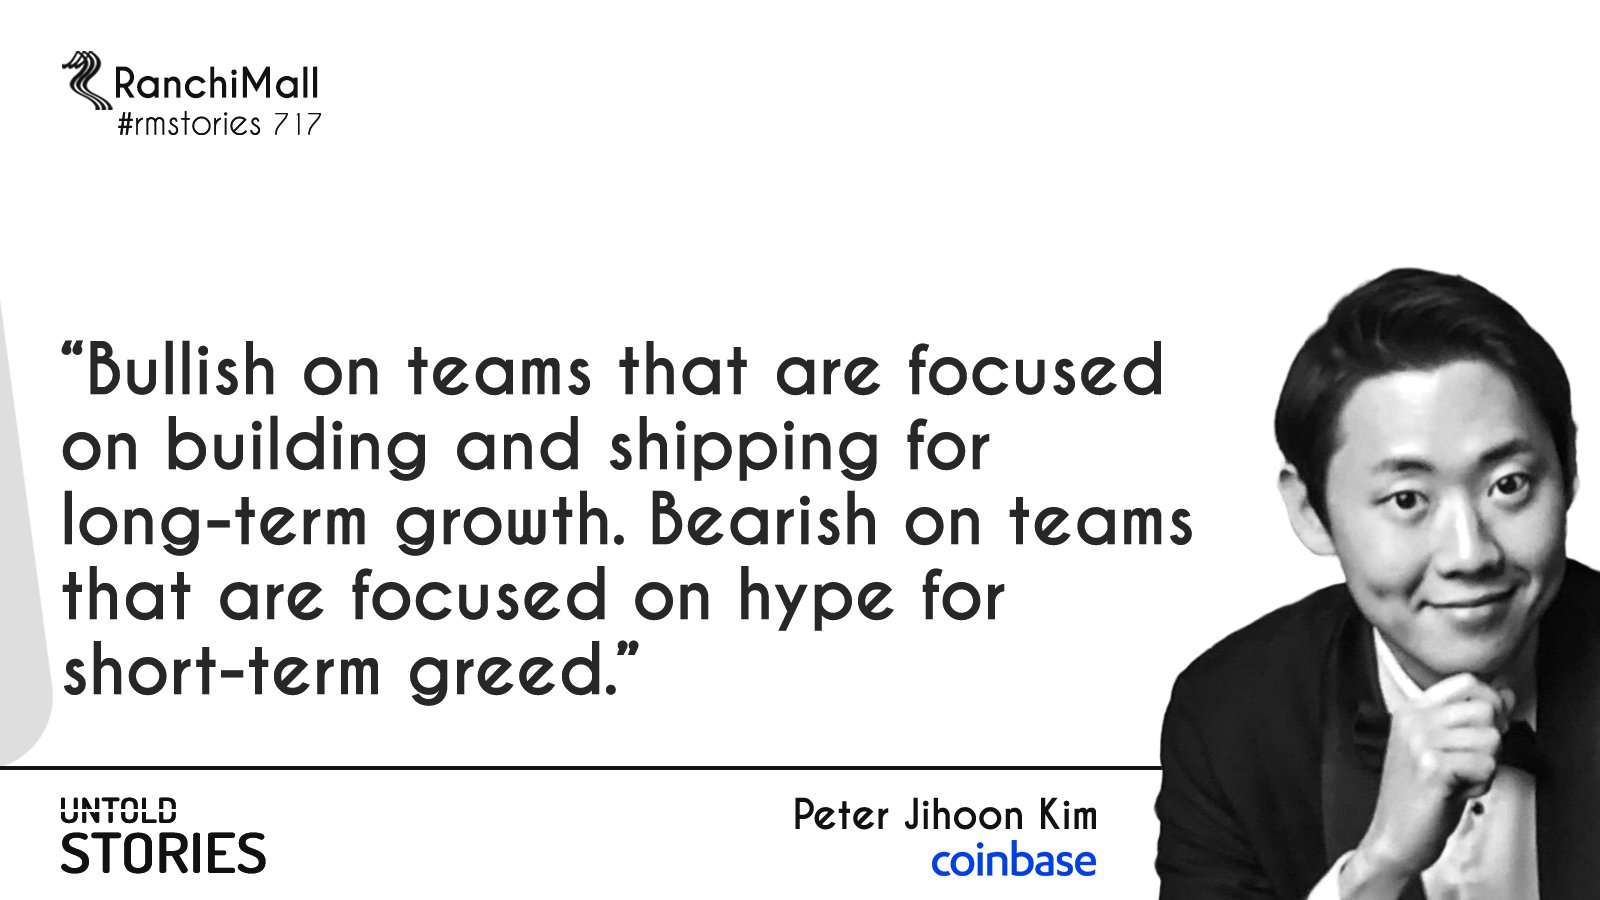 RanchiMall
#rmstories 717
“Bullish on teams that are focused
on building and shipping for
long-term growth. Bearish on teams
that are focused on hype for
short-term greed.”
UNTOLD
STORIES
Peter Jihoon Kim
coinbase